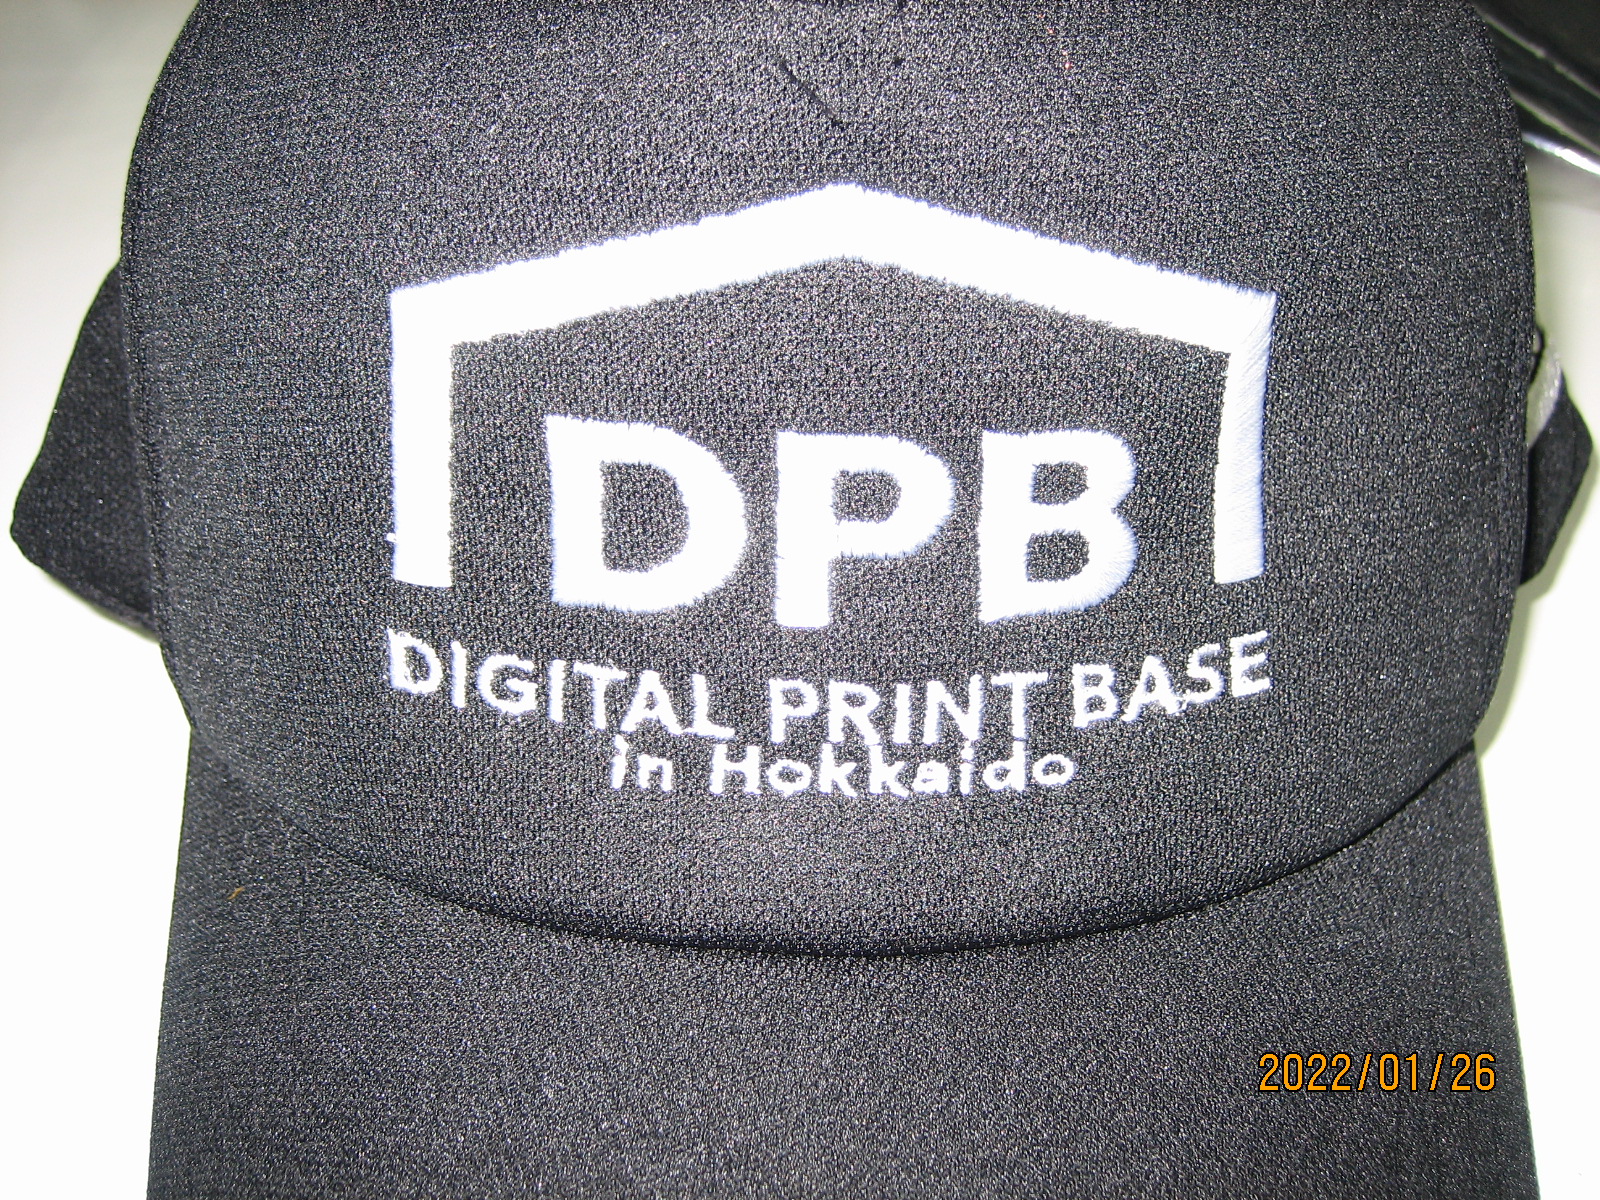 DPB
DIGITAL PRINT BASE
in Hokkaido
2022/01/26